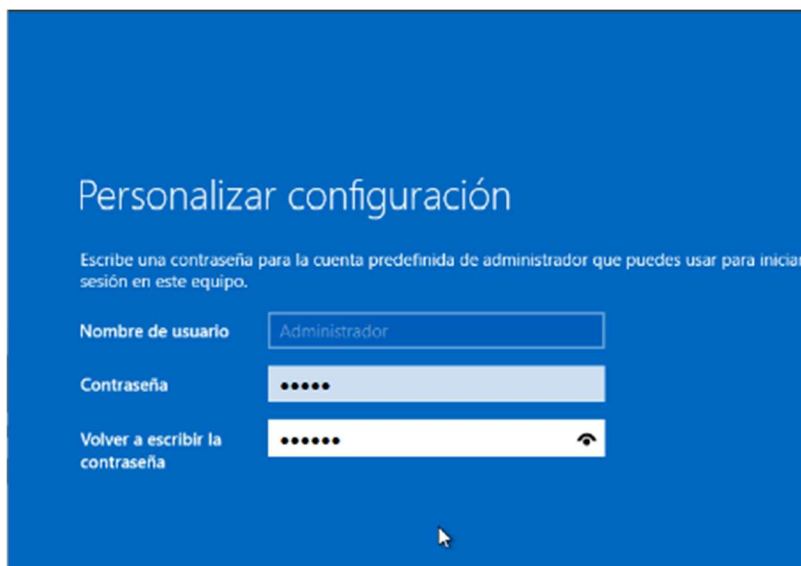 Personalizar configuración
Escribe una contraseña para la cuenta predefinida de administrador que puedes usar para iniciar
sesión en este equipo.
Nombre de usuario Administrador
Contraseña •••••
Volver a escribir la ••••••
contraseña